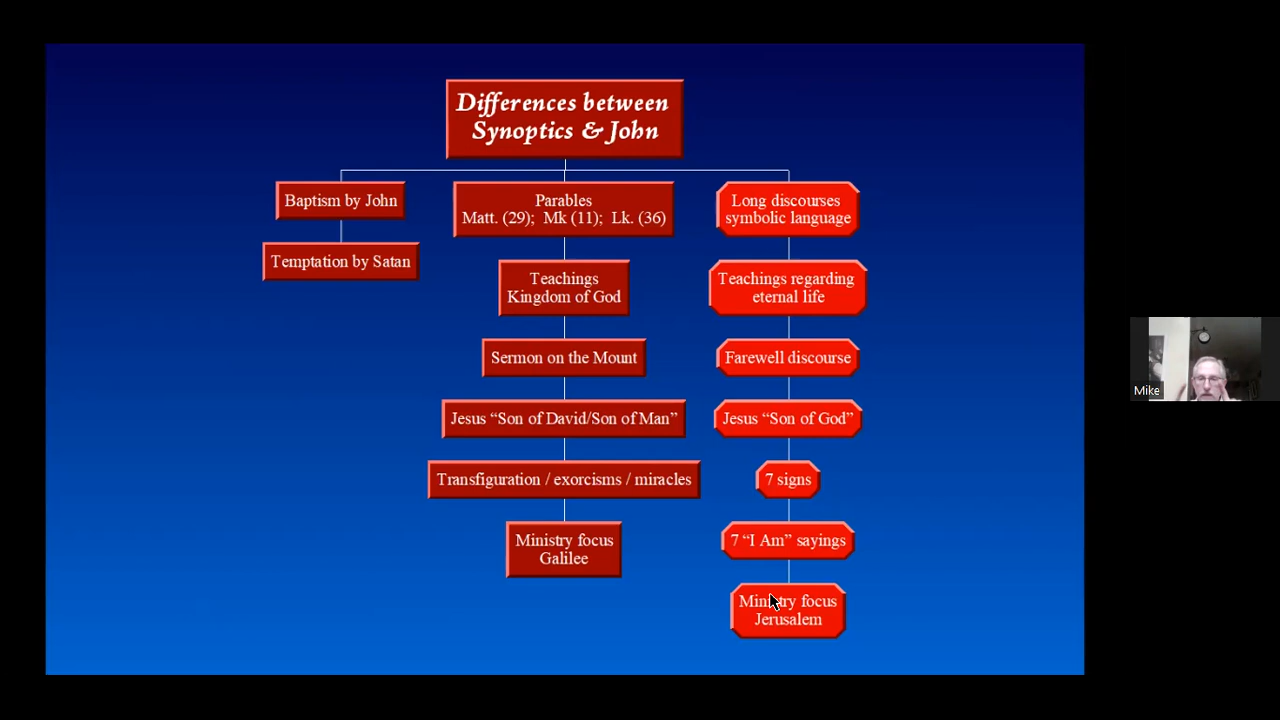 Differences between
Synoptics & John
Baptism by John
Temptation by Satan
Parables
Matt. (29); Mk (11); Lk. (36)
Teachings
Kingdom of God
Sermon on the Mount
Jesus “Son of David/Son of Man”
Transfiguration / exorcisms / miracles
Ministry focus
Galilee
Long discourses
symbolic language
Teachings regarding
eternal life
Farewell discourse
Jesus “Son of God”
7 signs
7 “I Am” sayings
Ministry focus
Jerusalem
Mike